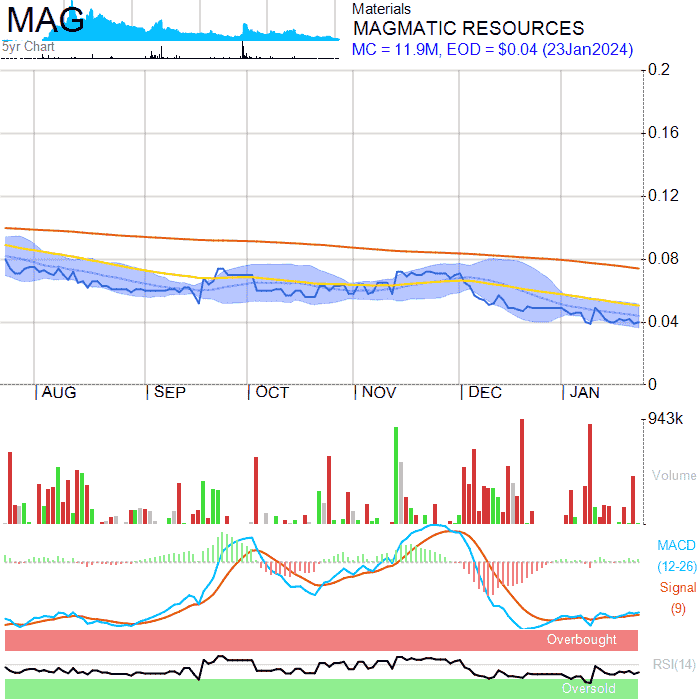 MAG
5yr Chart
Materials
MAGMATIC RESOURCES
MC = 11.9M, EOD = $0.04 (23Jan2024)
0.2
0.16
0.12
0.08
0.04
0
AUG SEP OCT NOV DEC JAN
943k
Volume
MACD
(12-26)
Signal
(9)
Overbought
RSI(14)
Oversold